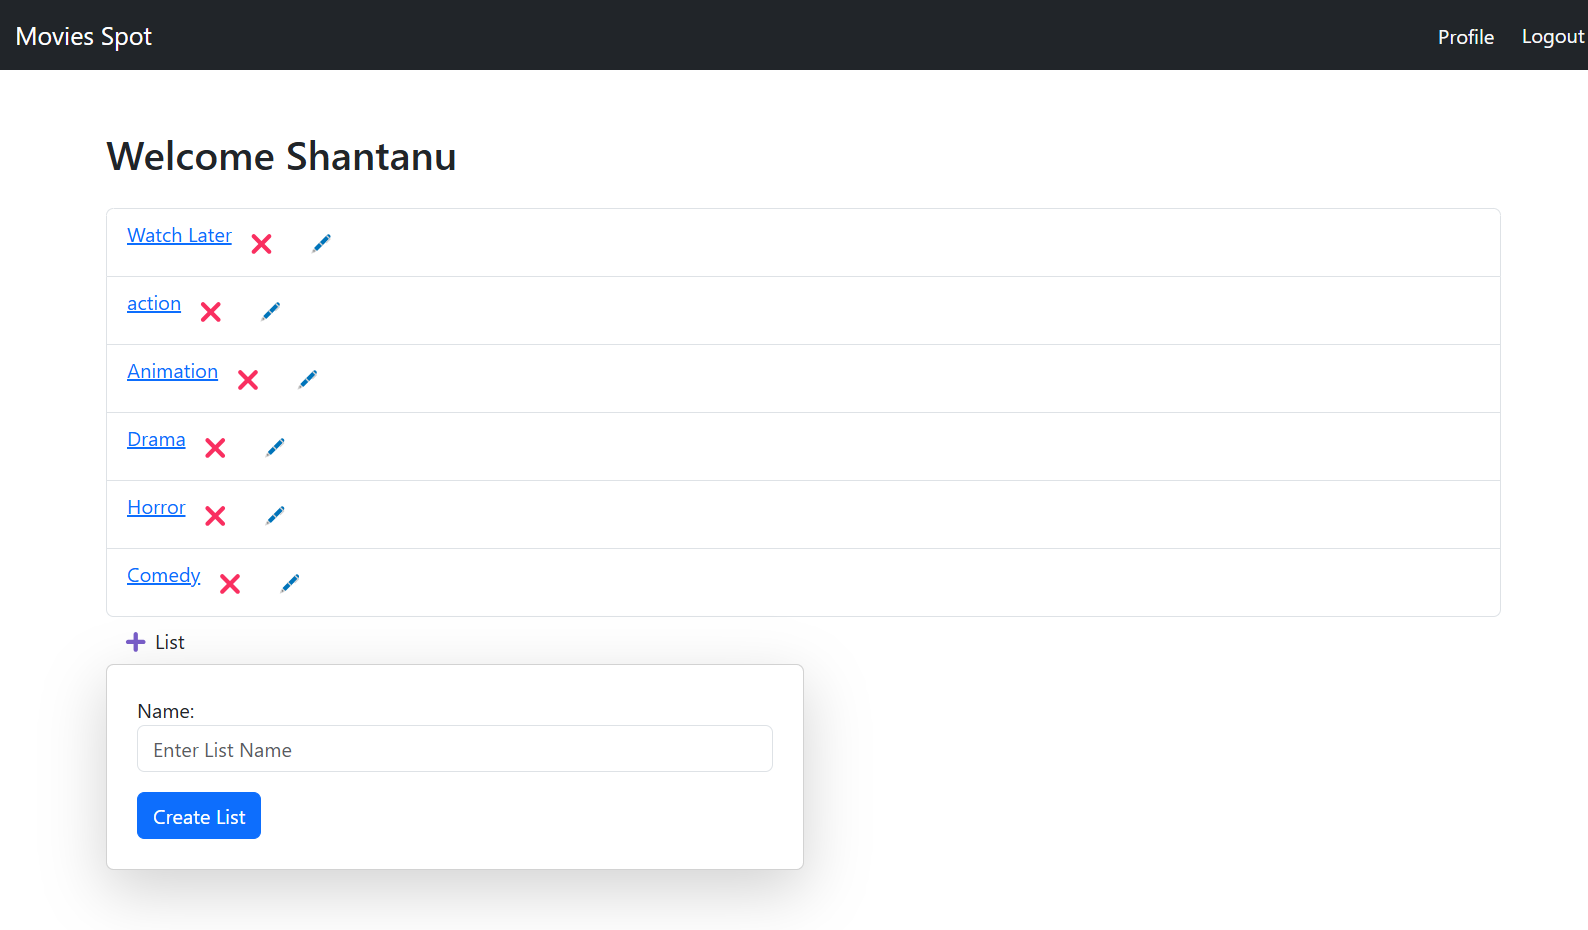 Movies Spot
Profile
Logout
Welcome Shantanu
Watch Later
action
Animation
Drama
Horror
Comedy
List
Name:
Enter List Name
Create List